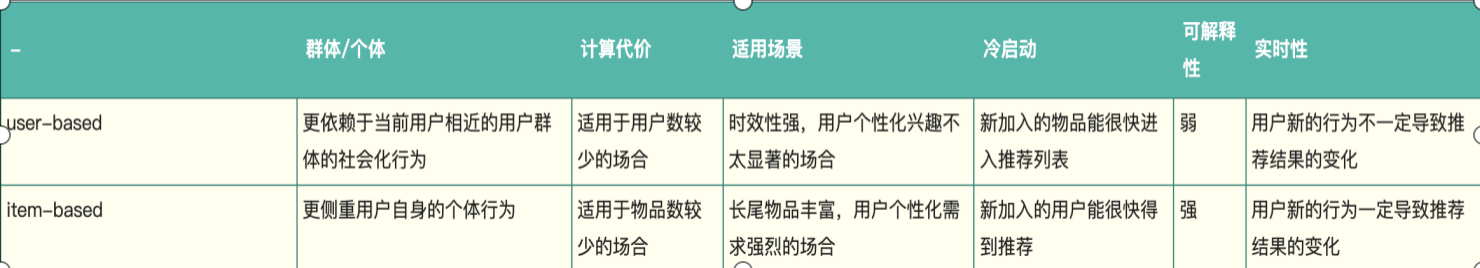 – 群体/个体 计算代价 适用场景 冷启动 可解释性 实时性
user-based 更依赖于当前用户相近的用户群体的社会化行为 适用于用户数较少的场合 时效性强，用户个性化兴趣不太显著的场合 新加入的物品能很快进入推荐列表 弱 用户新的行为不一定导致推荐结果的变化
item-based 更侧重用户自身的个体行为 适用于物品数较少的场合 长尾物品丰富，用户个性化需求强烈的场合 新加入的用户能很快得到推荐 强 用户新的行为一定导致推荐结果的变化